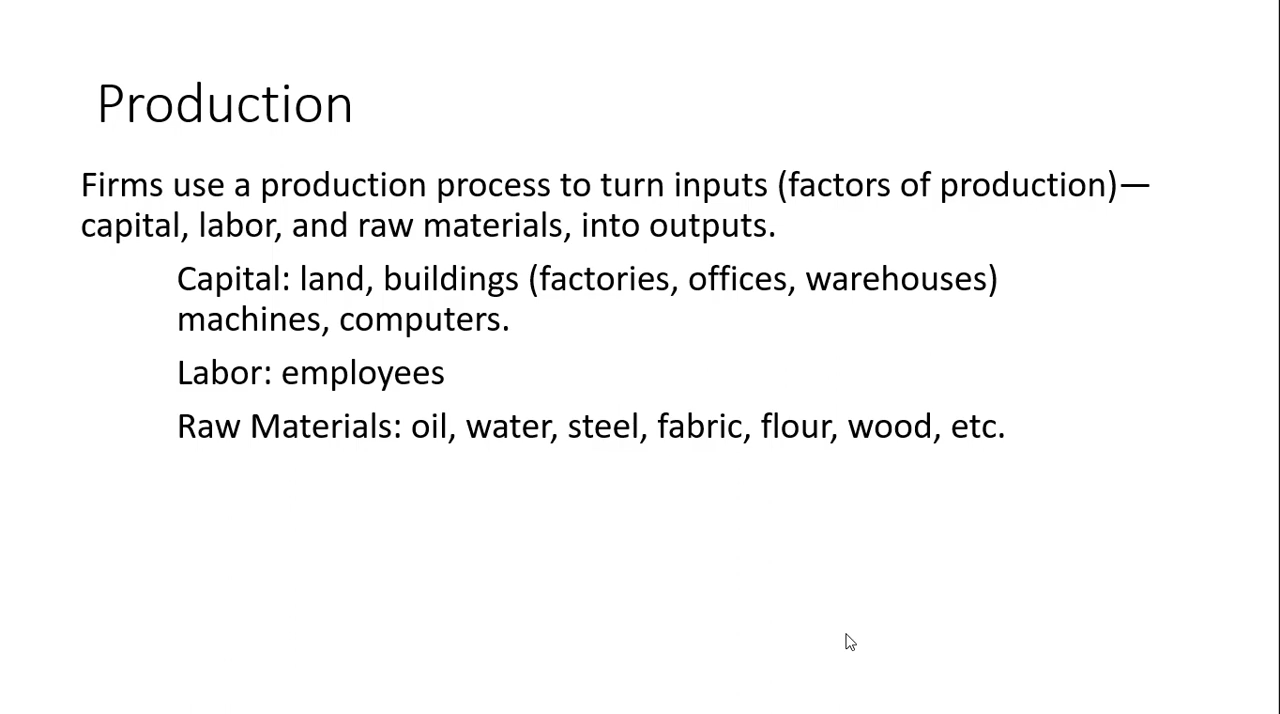 Production
Firms use a production process to turn inputs (factors of production)—
capital, labor, and raw materials, into outputs.
Capital: land, buildings (factories, offices, warehouses)
machines, computers.
Labor: employees
Raw Materials: oil, water, steel, fabric, flour, wood, etc.